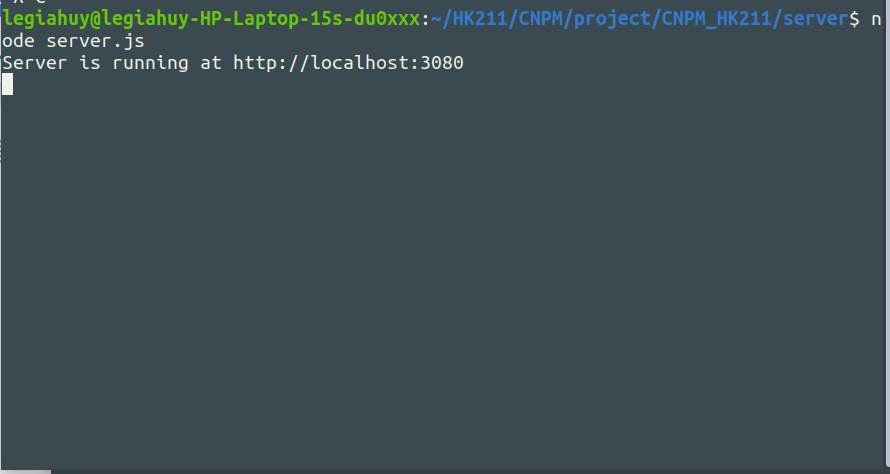 legiahuy@legiahuy-HP-Laptop-15s-du0xxx:~/HK211/CNPM/project/CNPM_HK211/server$ n
ode server.js
Server is running at http://localhost:3080